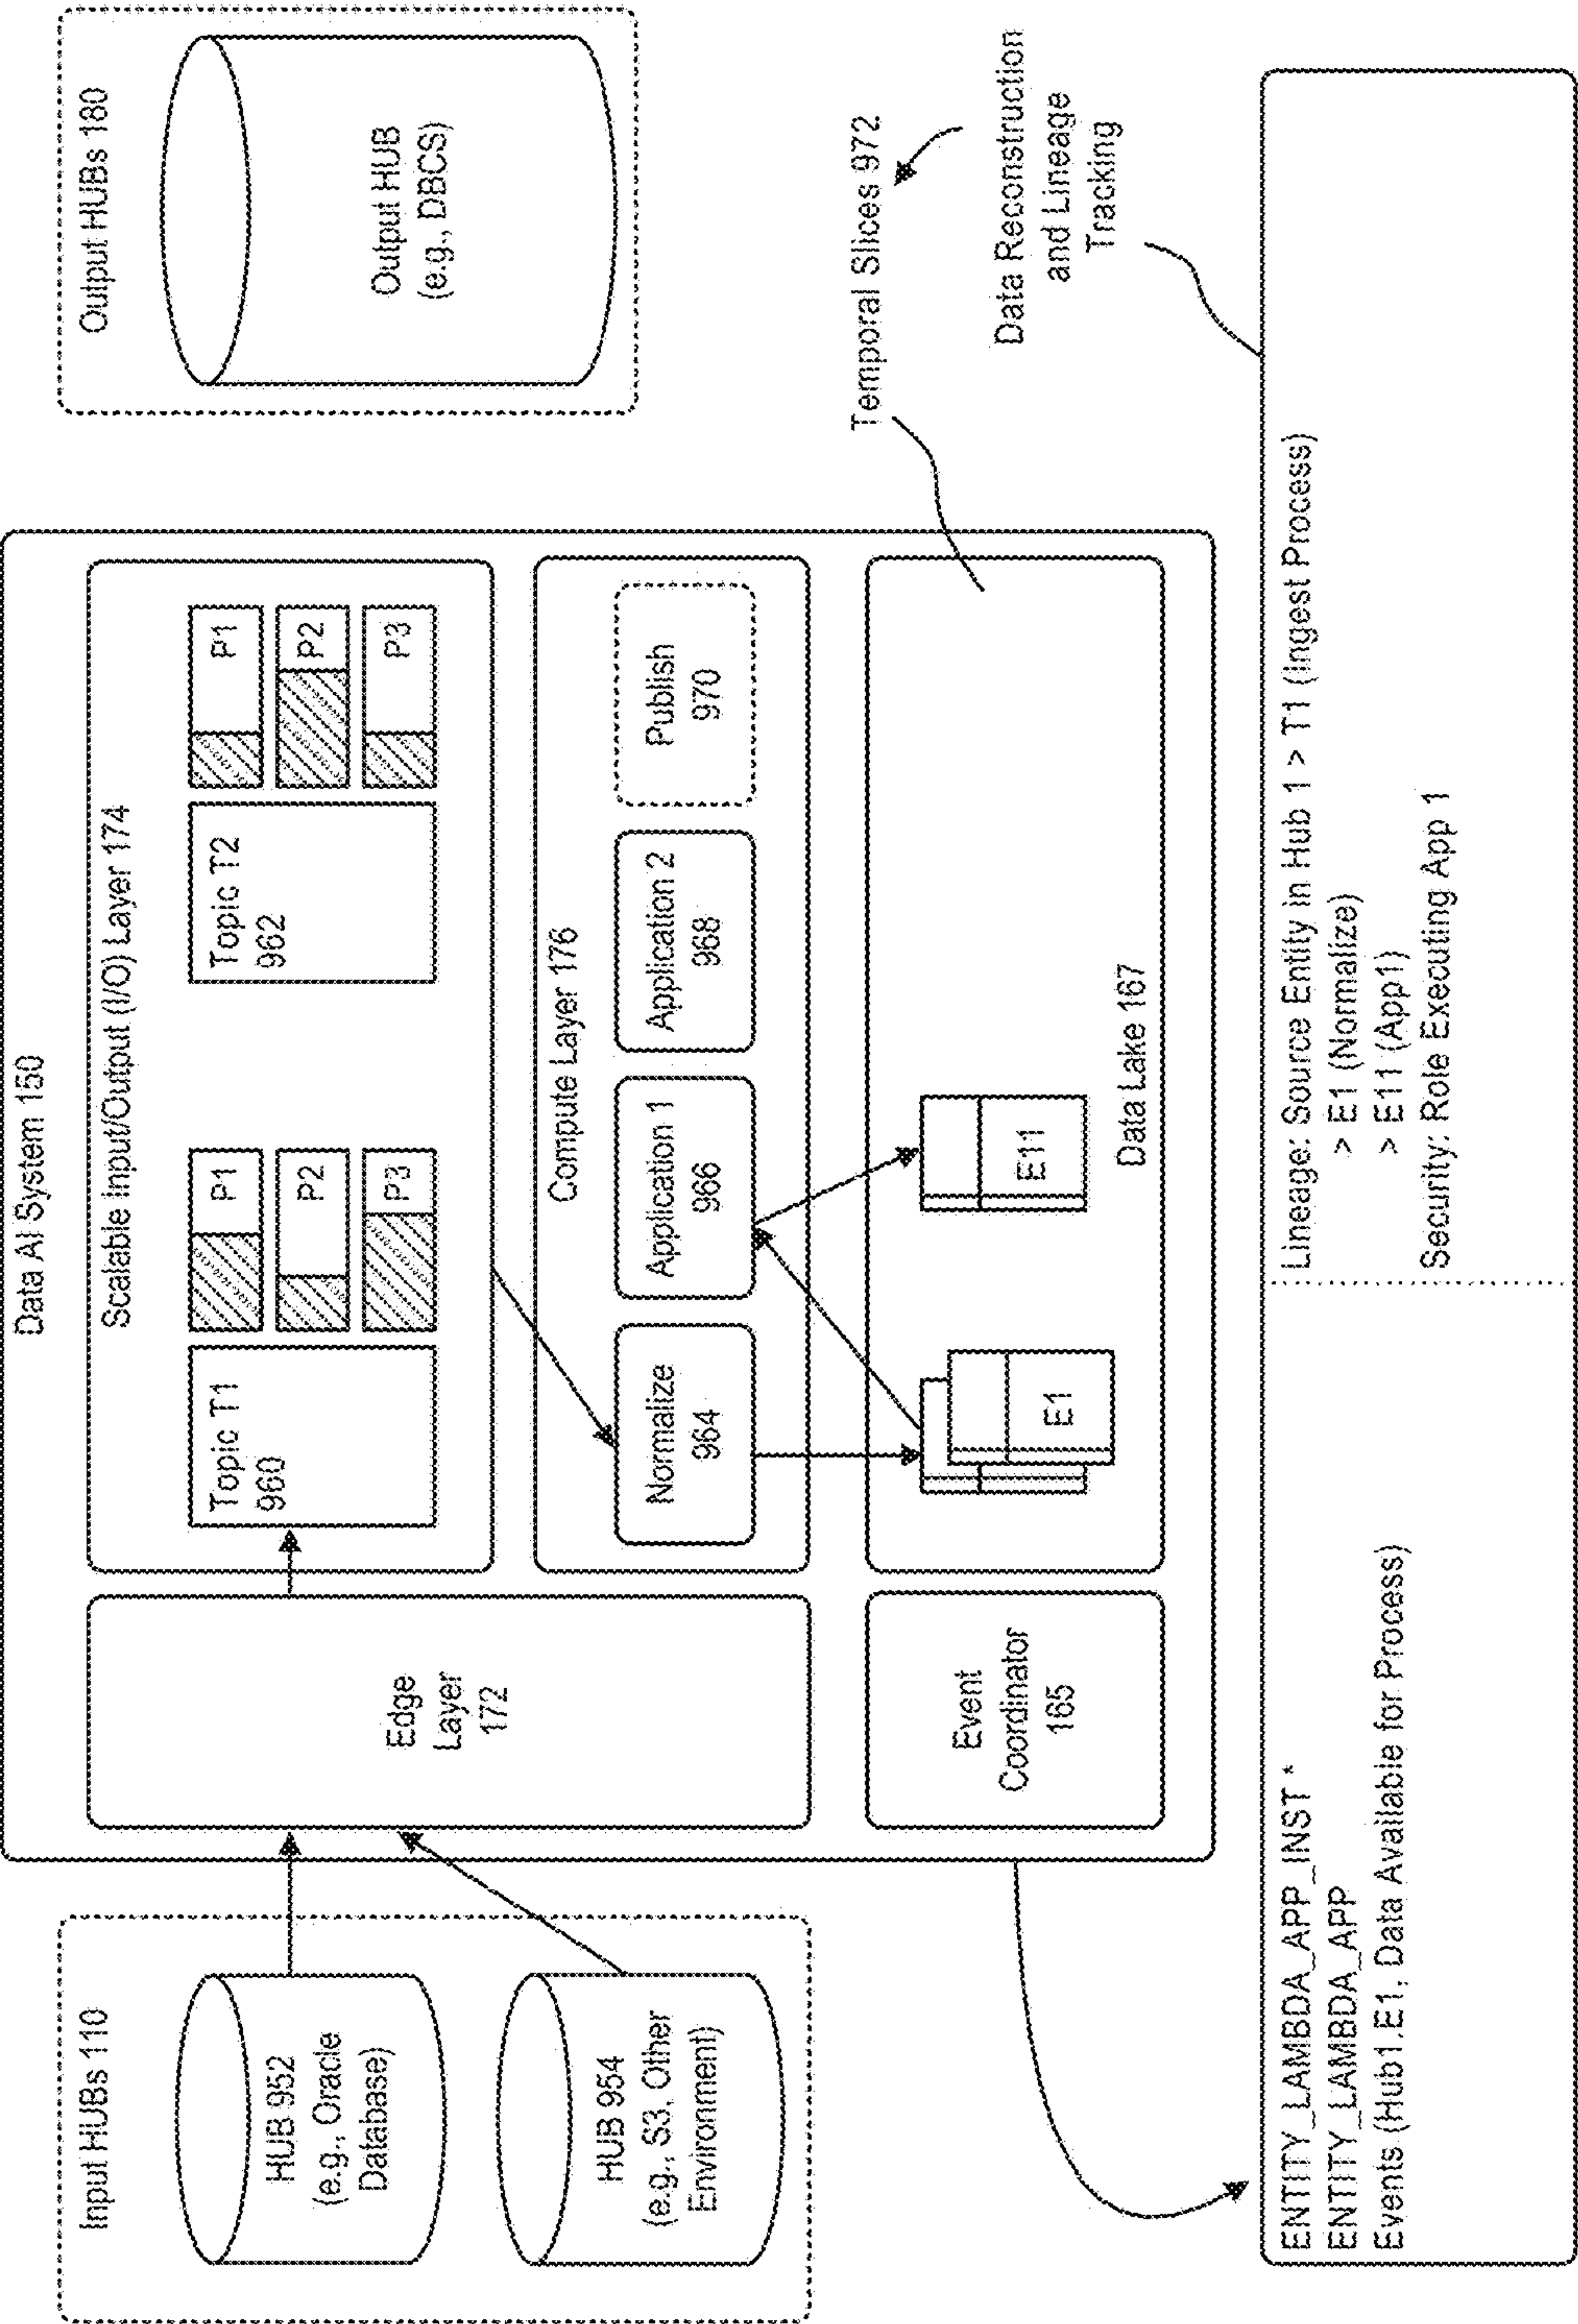 Input HUBs 110
HUB 952
(e.g., Oracle
Database)
HUB 954
(e.g., S3, Other
Environment)
Data AI System 150
Edge
Layer
172
Scalable Input/Output (I/O) Layer 174
Topic T1
960
P1
P2
P3
Topic T2
962
P1
P2
P3
Compute Layer 176
Normalize
964
Application 1
966
Application 2
968
Publish
970
Event
Coordinator
165
E1
E11
Data Lake 167
Output HUBs 180
Output HUB
(e.g., DBCS)
Temporal Slices 972
Data Reconstruction
and Lineage
Tracking
ENTITY_LAMBDA_APP_INST *
ENTITY_LAMBDA_APP
Events (Hub1.E1, Data Available for Process)
Lineage: Source Entity in Hub 1 > T1 (Ingest Process)
> E1 (Normalize)
> E11 (App1)
Security: Role Executing App 1